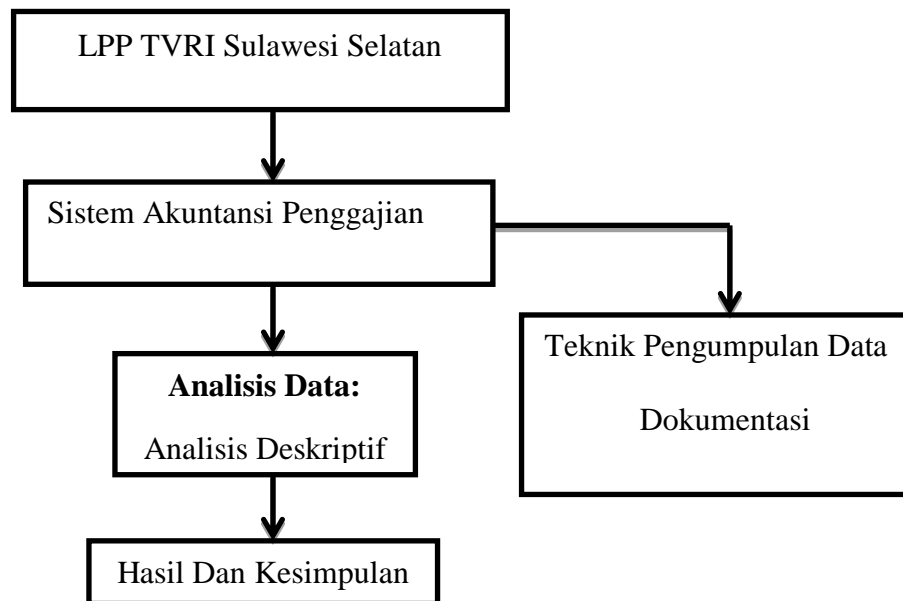 LPP TVRI Sulawesi Selatan
Sistem Akuntansi Penggajian
Teknik Pengumpulan Data
Dokumentasi
Analisis Data:
Analisis Deskriptif
Hasil Dan Kesimpulan